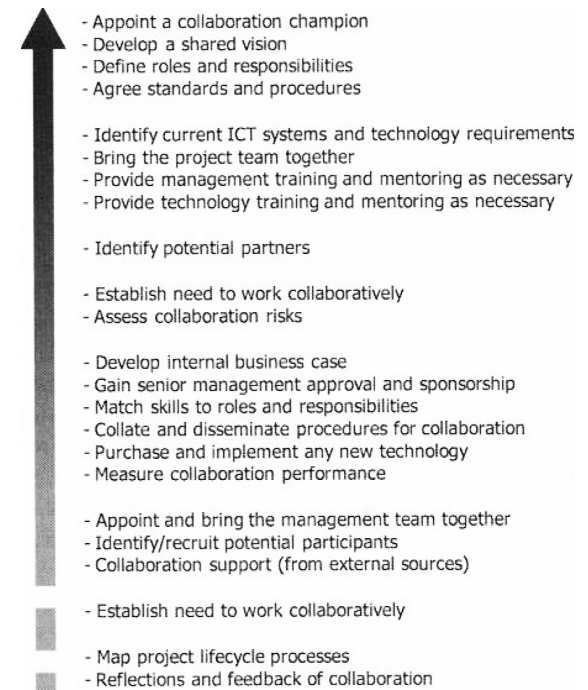 - Appoint a collaboration champion
- Develop a shared vision
- Define roles and responsibilities
- Agree standards and procedures
- Identify current ICT systems and technology requirements
- Bring the project team together
- Provide management training and mentoring as necessary
- Provide technology training and mentoring as necessary
- Identify potential partners
- Establish need to work collaboratively
- Assess collaboration risks
- Develop internal business case
- Gain senior management approval and sponsorship
- Match skills to roles and responsibilities
- Collate and disseminate procedures for collaboration
- Purchase and implement any new technology
- Measure collaboration performance
- Appoint and bring the management team together
- Identify/recruit potential participants
- Collaboration support (from external sources)
- Establish need to work collaboratively
- Map project lifecycle processes
- Reflections and feedback of collaboration